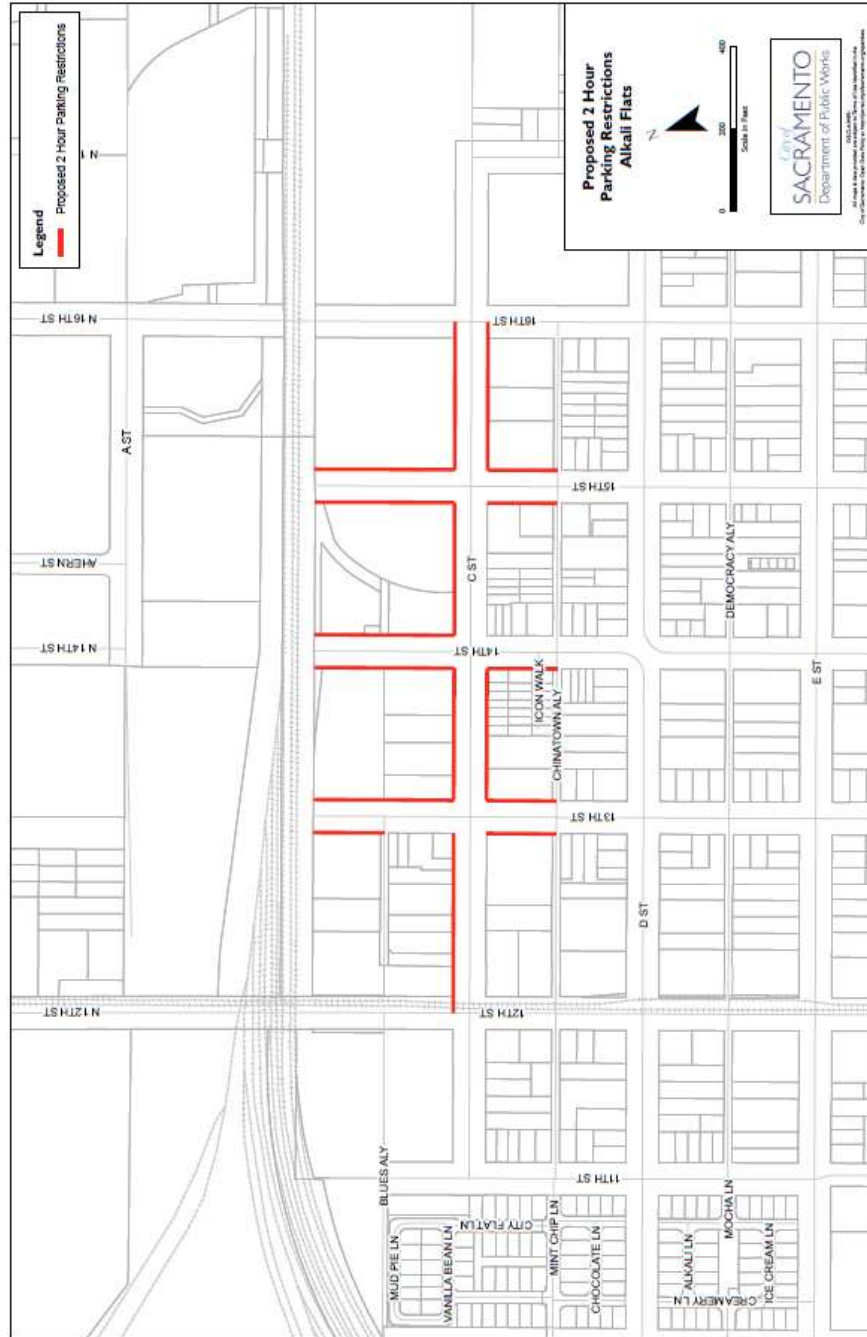 Legend
Proposed 2 Hour Parking Restrictions
N 1
N 16TH ST
A ST
AHERN ST
N 14TH ST
N 12TH ST
16TH ST
15TH ST
C ST
14TH ST
ICON WALK
CHINATOWN ALY
13TH ST
DEMOCRACY ALY
E ST
D ST
12TH ST
11TH ST
BLUES ALY
MUD PIE LN
VANILLA BEAN LN
CITY FLAT LN
MINT CHIP LN
CHOCOLATE LN
ALKALI LN
MOCHA LN
CREAMERY LN
ICE CREAM LN
Proposed 2 Hour
Parking Restrictions
Alkali Flats
N
0 200 400
Scale in Feet
City of
SACRAMENTO
Department of Public Works